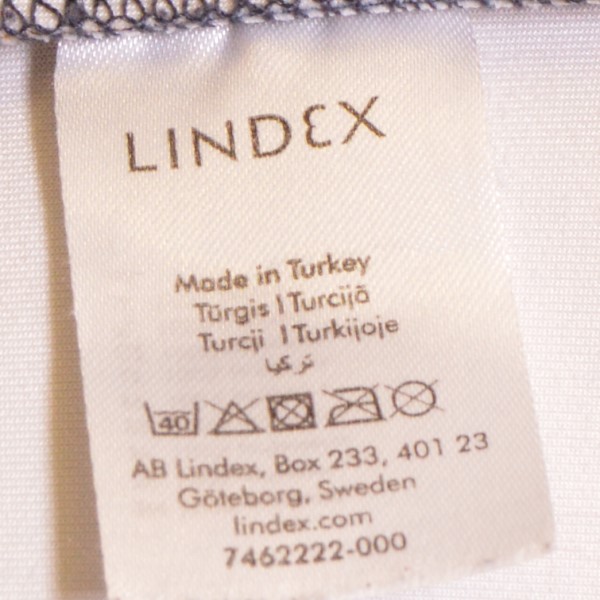 LINDEX
Made in Turkey
Türgis | Turcijā
Turcji | Turkijoje
تركيا
40
AB Lindex, Box 233, 401 23
Göteborg, Sweden
lindex.com
7462222-000